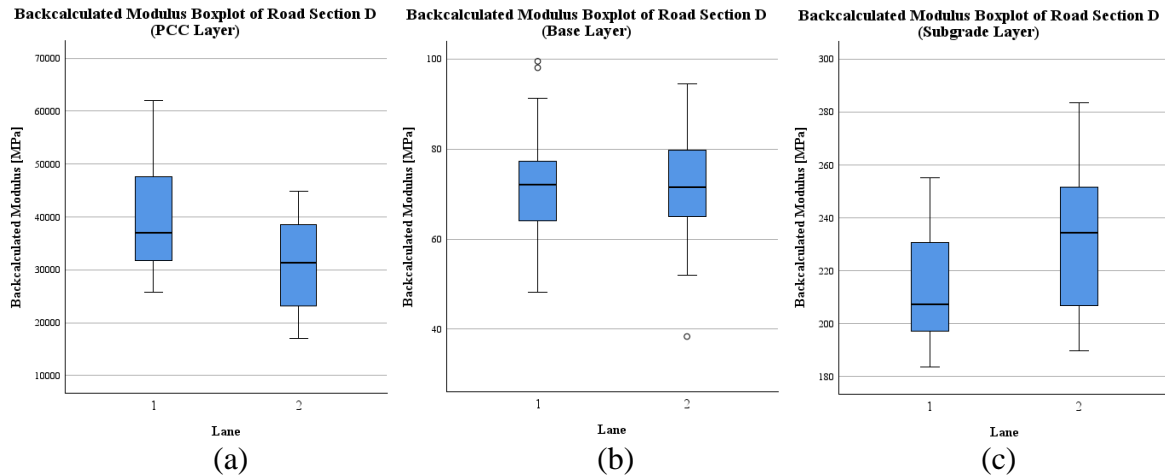 Backcalculated Modulus Boxplot of Road Section D
(PCC Layer)
Backcalculated Modulus [MPa]
70000
60000
50000
40000
30000
20000
10000
1
2
Lane
(a)
Backcalculated Modulus Boxplot of Road Section D
(Base Layer)
Backcalculated Modulus [MPa]
100
80
60
40
1
2
Lane
(b)
Backcalculated Modulus Boxplot of Road Section D
(Subgrade Layer)
Backcalculated Modulus [MPa]
300
280
260
240
220
200
180
1
2
Lane
(c)